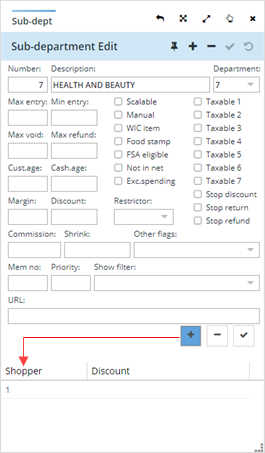 Sub-dept
Sub-department Edit
Number: Description: Department:
7 HEALTH AND BEAUTY 7
Max entry: Min entry: Scalable Taxable 1
Manual Taxable 2
Max void: Max refund: WIC item Taxable 3
Food stamp Taxable 4
Cust.age: Cash.age: FSA eligible Taxable 5
Not in net Taxable 6
Exc.spending Taxable 7
Margin: Discount: Restrictor: Stop discount
Stop return
Stop refund
Commission: Shrink: Other flags:
Mem no: Priority: Show filter:
URL:
Shopper Discount
1